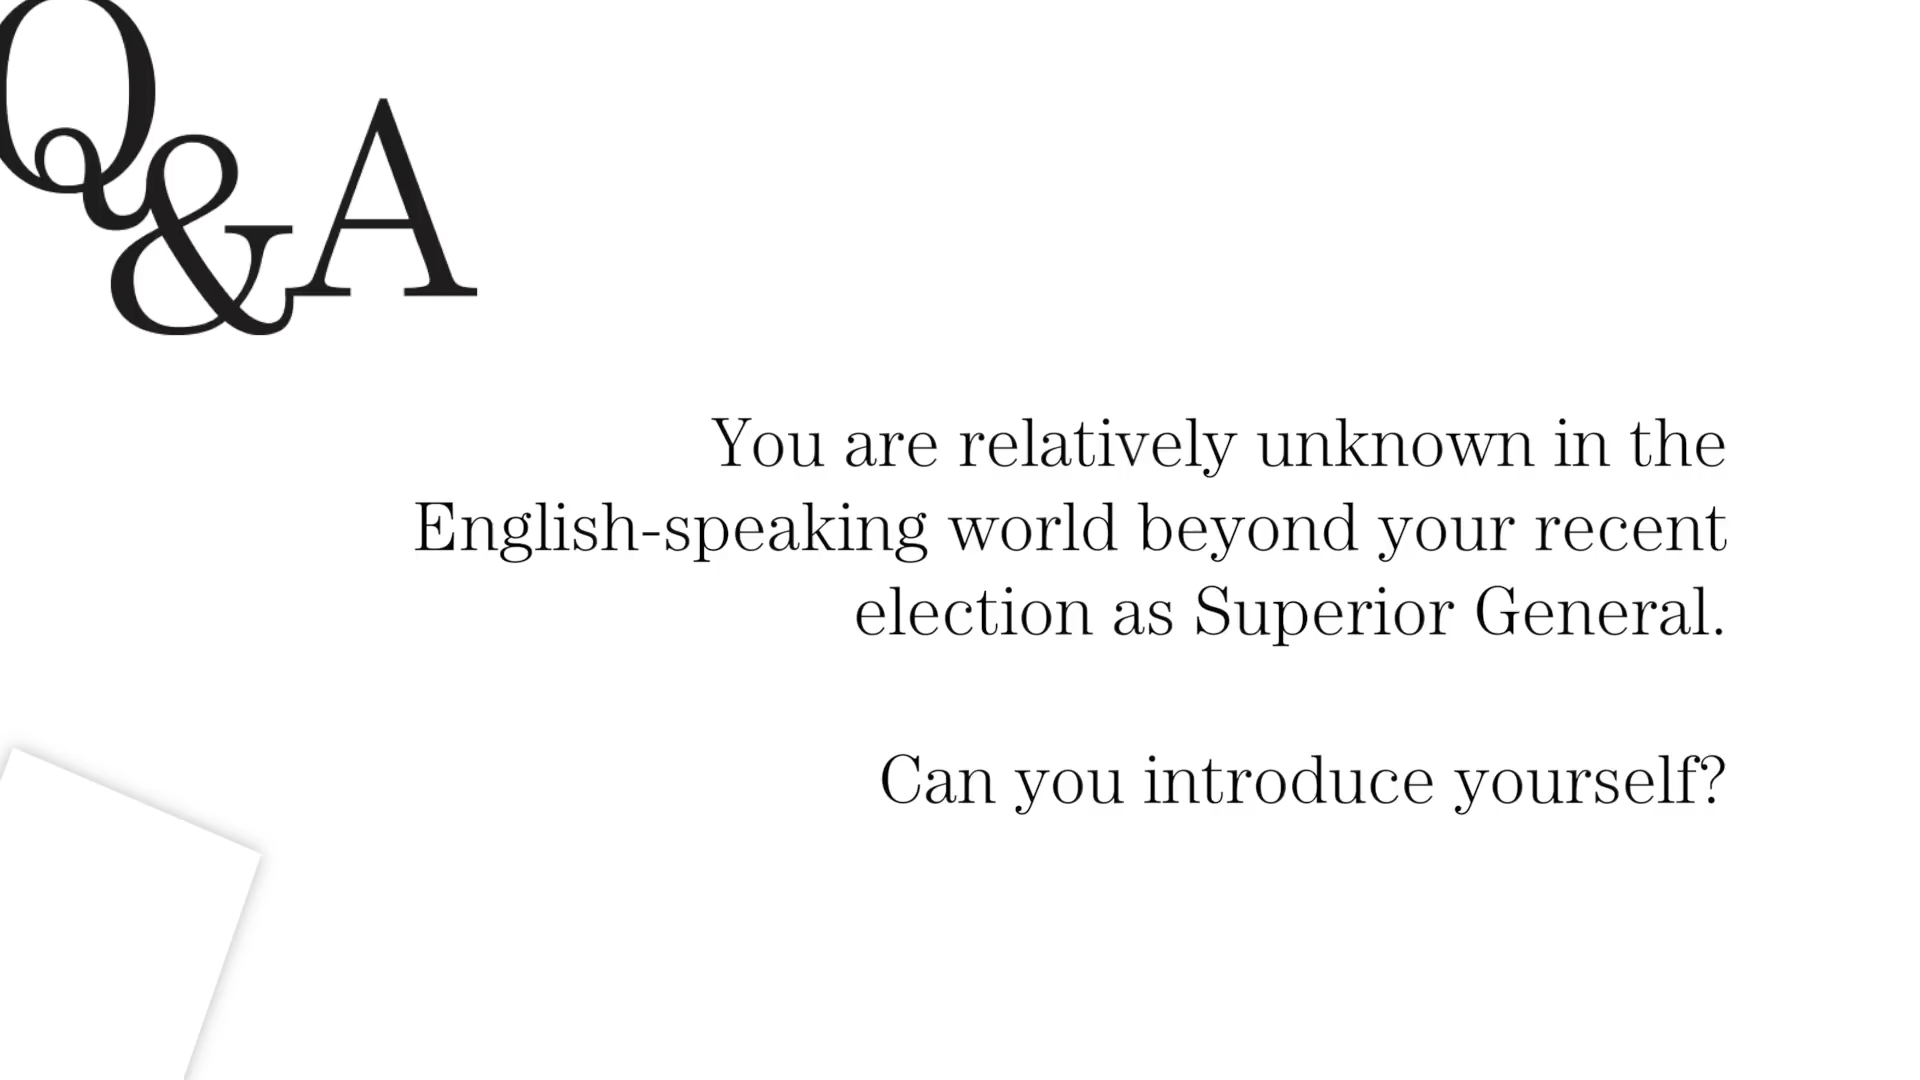 Q&A
You are relatively unknown in the
English-speaking world beyond your recent
election as Superior General.
Can you introduce yourself?